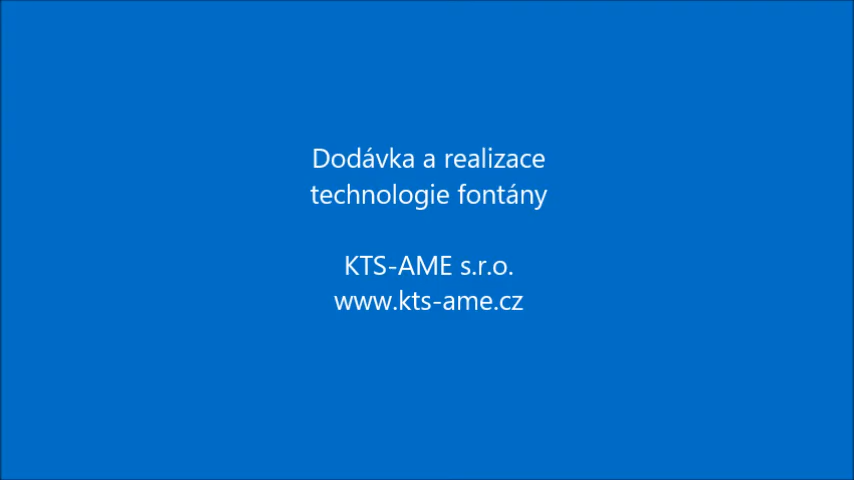 Dodávka a realizace
technologie fontány
KTS-AME s.r.o.
www.kts-ame.cz